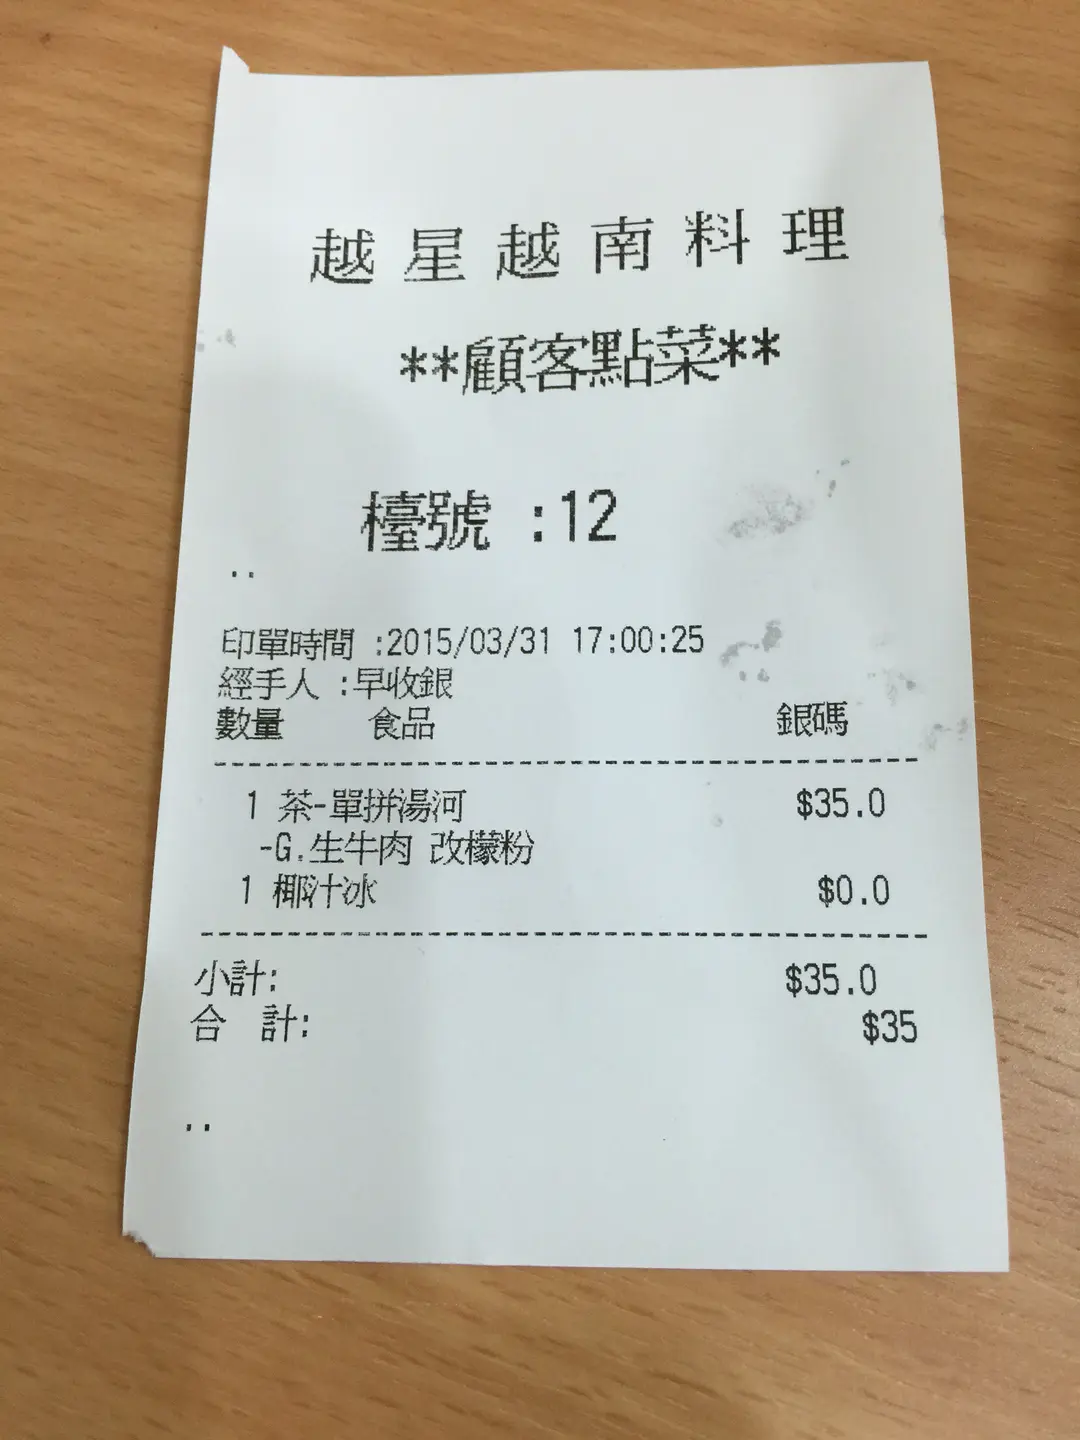 越星越南料理
**顧客點菜**
檯號 :12
..
印單時間 :2015/03/31 17:00:25
經手人 :早收銀
數量 食品 銀碼
1 茶-單拼湯河 $35.0
-G.生牛肉 改檬粉
1 椰汁冰 $0.0
小計: $35.0
合 計: $35
..